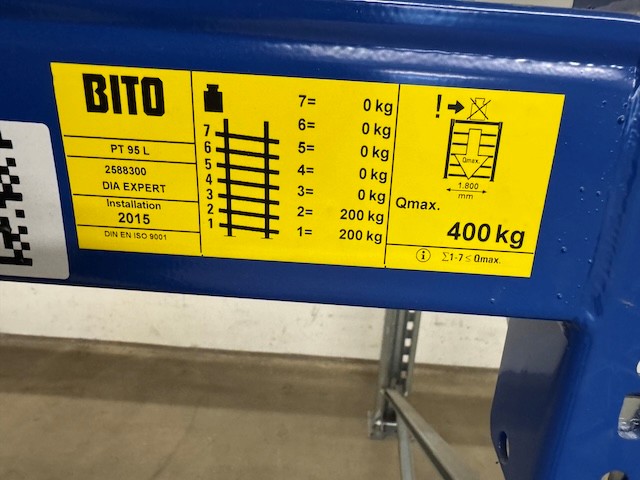 BITO
PT 95 L
2588300
DIA EXPERT
Installation
2015
DIN EN ISO 9001
7
6
5
4
3
2
1
7= 0 kg
6= 0 kg
5= 0 kg
4= 0 kg
3= 0 kg
2= 200 kg
1= 200 kg
!
Qmax.
1.800
mm
Qmax.
400 kg
i Σ1-7 ≤ Qmax.